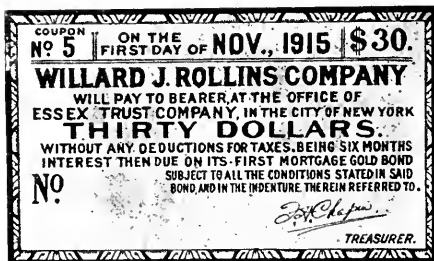 COUPON
Nº 5
ON THE
FIRST DAY OF NOV., 1915 $30.
WILLARD J. ROLLINS COMPANY
WILL PAY TO BEARER, AT THE OFFICE OF
ESSEX TRUST COMPANY, IN THE CITY OF NEW YORK
THIRTY DOLLARS.
WITHOUT ANY DEDUCTIONS FOR TAXES. BEING SIX MONTHS
INTEREST THEN DUE ON ITS FIRST MORTGAGE GOLD BOND
Nº SUBJECT TO ALL THE CONDITIONS STATED IN SAID
BOND, AND IN THE INDENTURE THEREIN REFERRED TO.
Chapin
TREASURER.